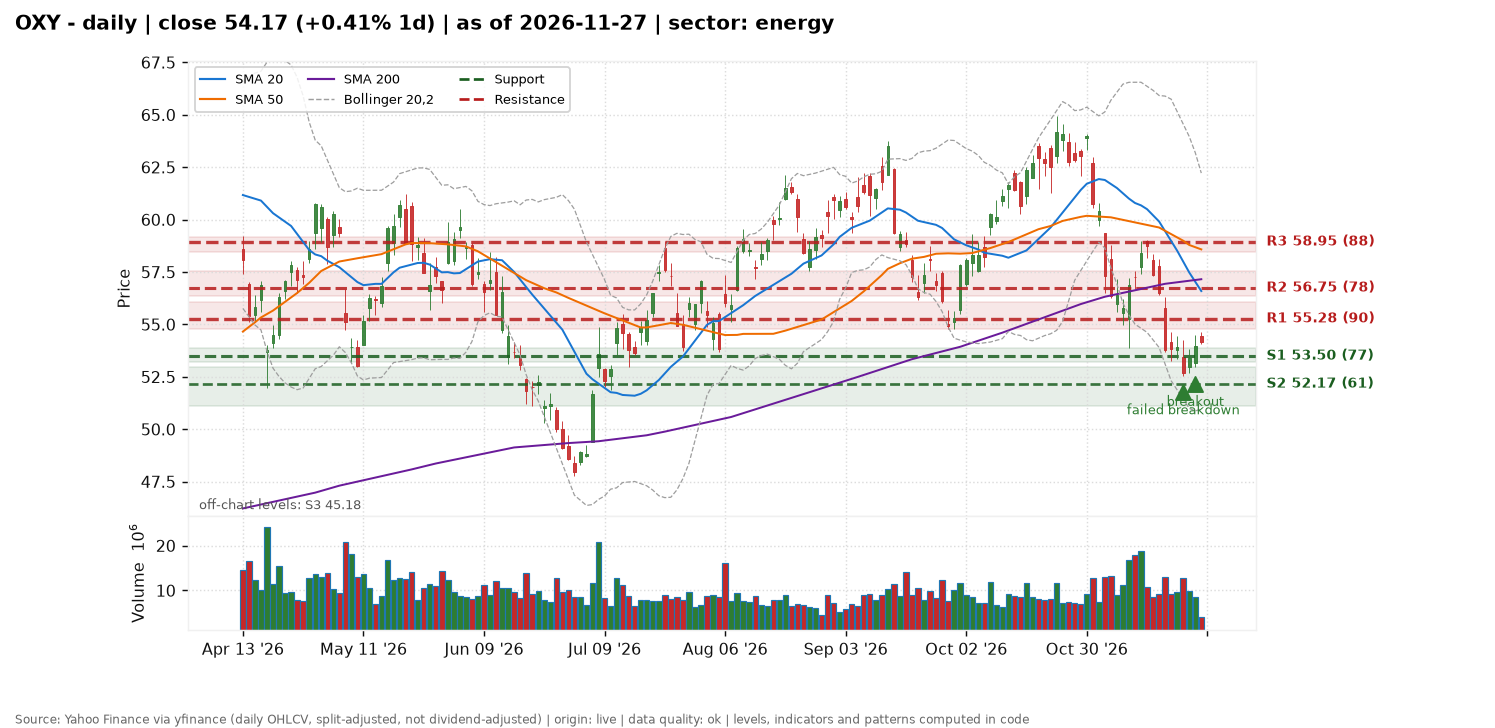 OXY - daily | close 54.17 (+0.41% 1d) | as of 2026-11-27 | sector: energy
SMA 20
SMA 50
SMA 200
Bollinger 20,2
Support
Resistance
Price
67.5
65.0
62.5
60.0
57.5
55.0
52.5
50.0
47.5
R3 58.95 (88)
R2 56.75 (78)
R1 55.28 (90)
S1 53.50 (77)
S2 52.17 (61)
breakout
failed breakdown
off-chart levels: S3 45.18
Volume 10⁶
20
10
Apr 13 '26 May 11 '26 Jun 09 '26 Jul 09 '26 Aug 06 '26 Sep 03 '26 Oct 02 '26 Oct 30 '26
Source: Yahoo Finance via yfinance (daily OHLCV, split-adjusted, not dividend-adjusted) | origin: live | data quality: ok | levels, indicators and patterns computed in code